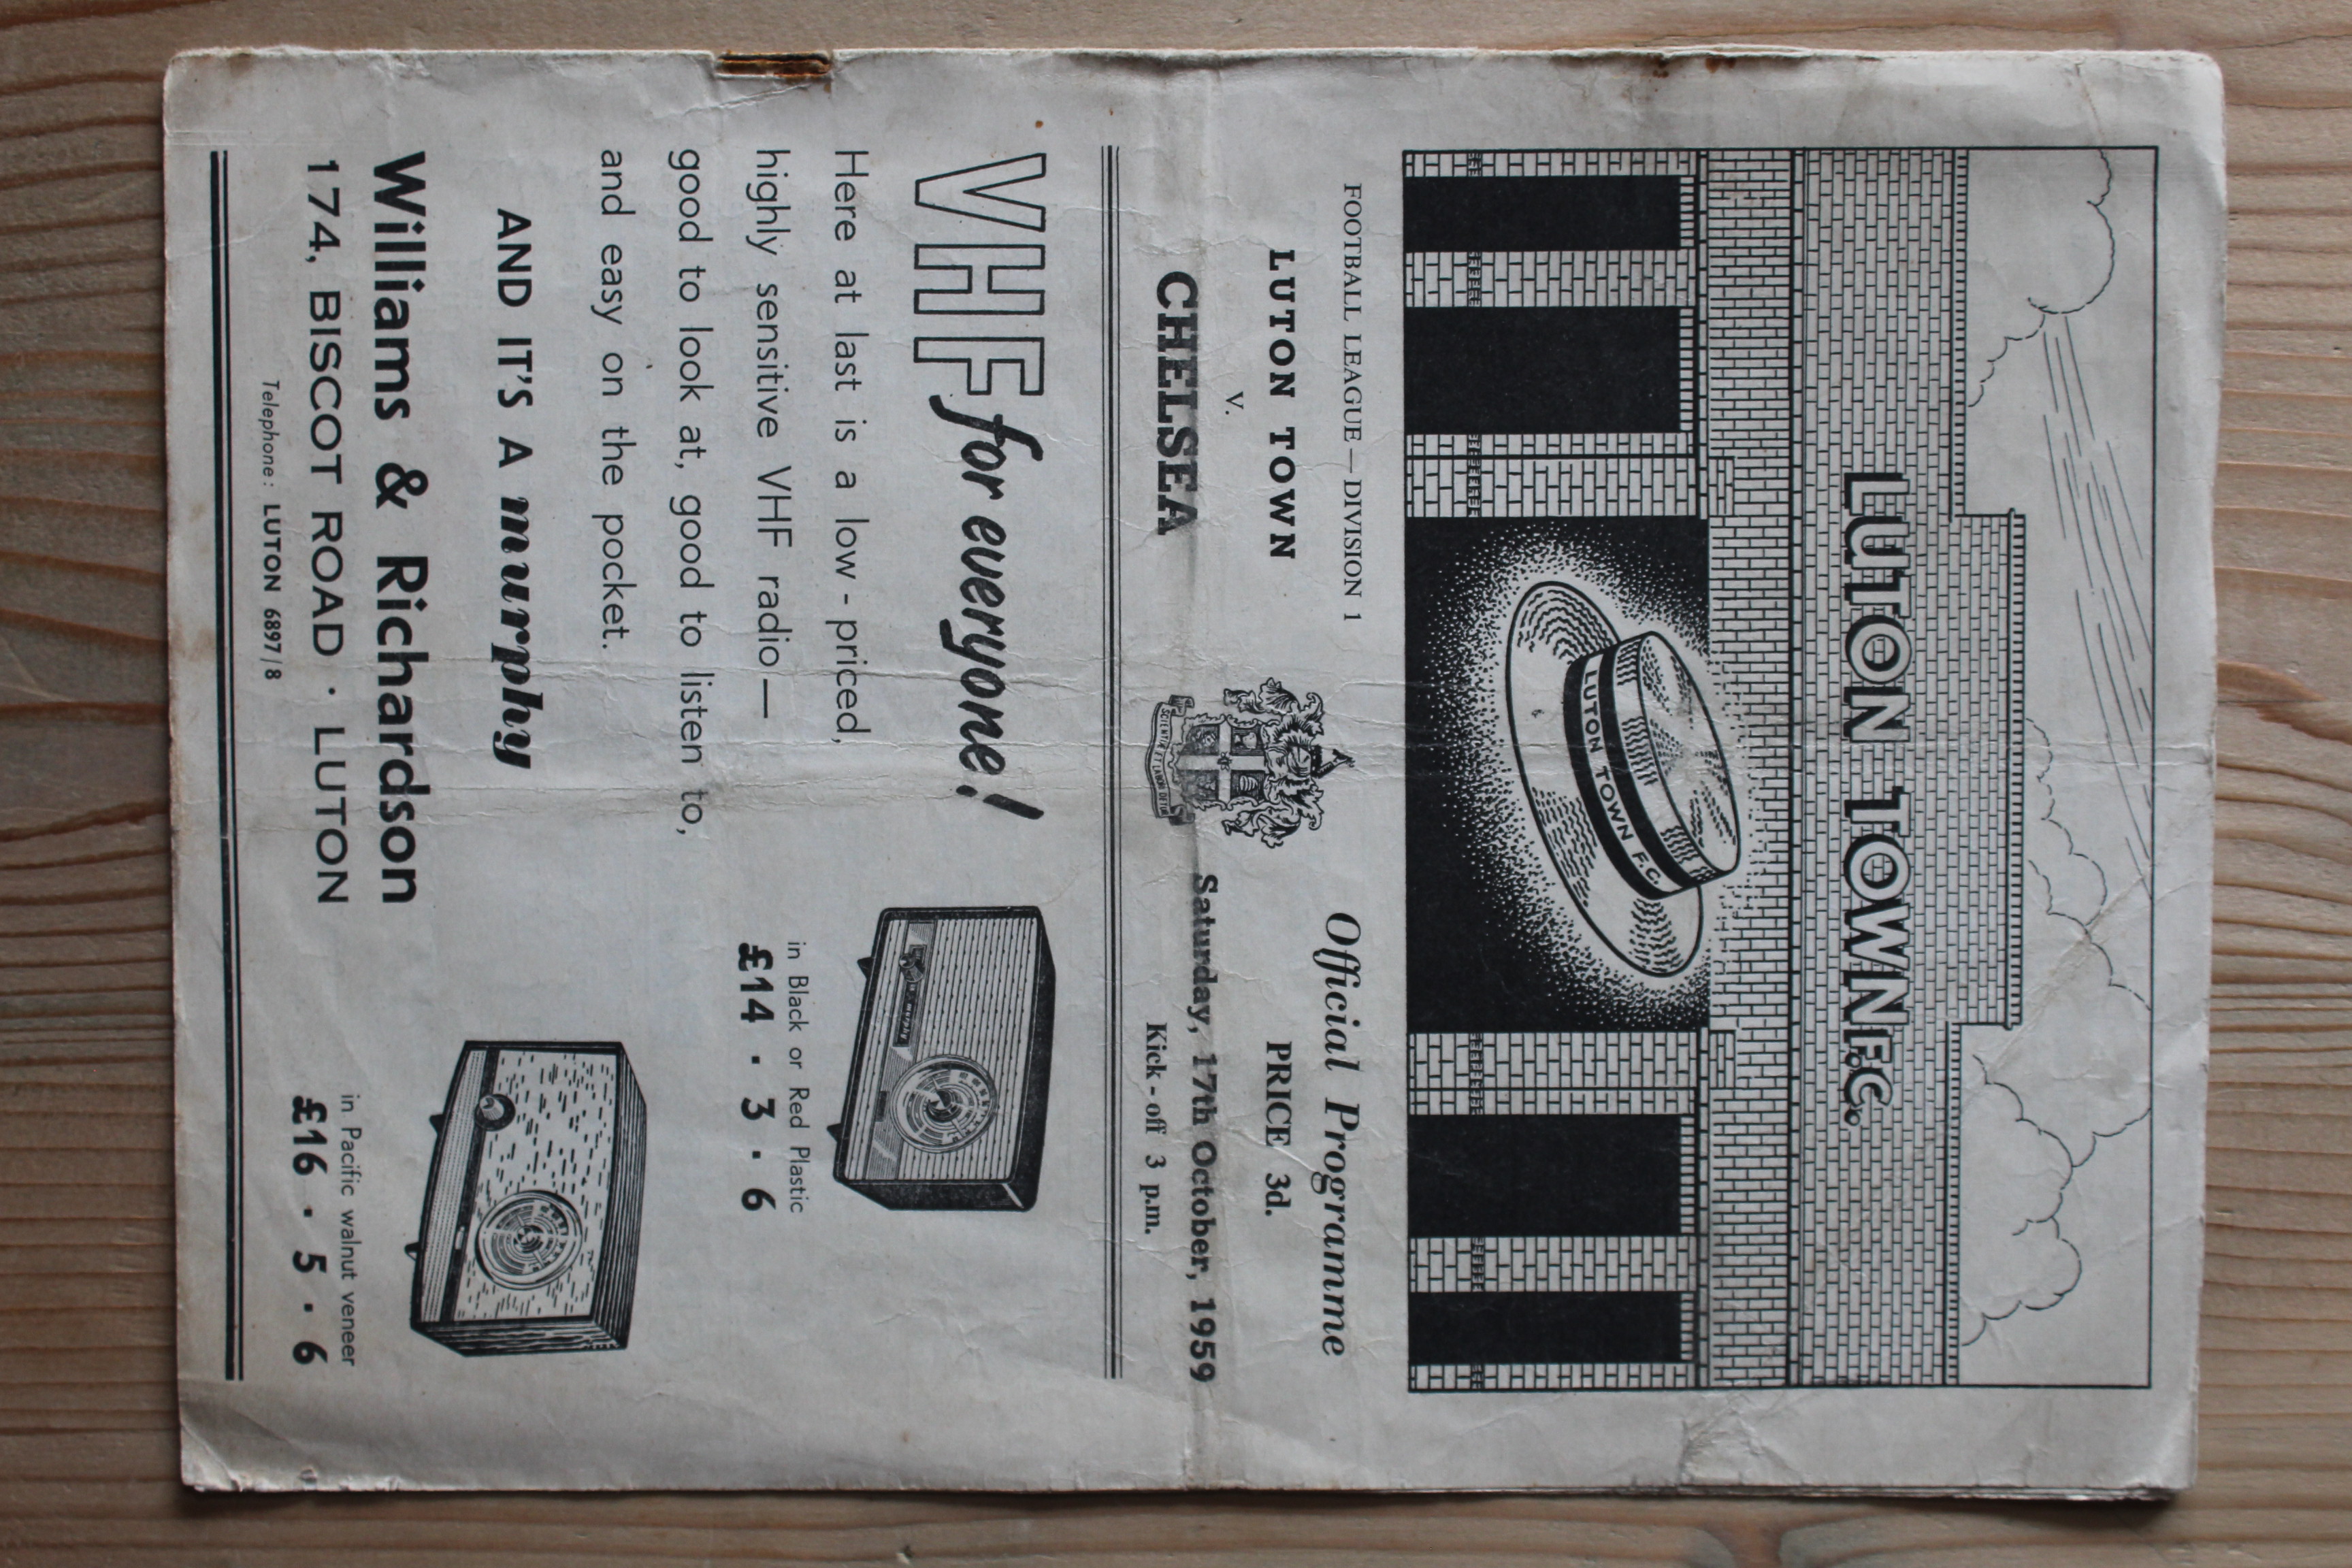 LUTON TOWN F.C.
LUTON TOWN F.C.
FOOTBALL LEAGUE — DIVISION 1
LUTON TOWN
v.
CHELSEA
Official Programme
PRICE 3d.
Saturday, 17th October, 1959
Kick - off 3 p.m.
VHF for everyone!
Here at last is a low - priced,
highly sensitive VHF radio —
good to look at, good to listen to,
and easy on the pocket.
in Black or Red Plastic
£14 · 3 · 6
AND IT'S A murphy
Williams & Richardson
174, BISCOT ROAD · LUTON
Telephone: LUTON 6897/8
in Pacific walnut veneer
£16 · 5 · 6